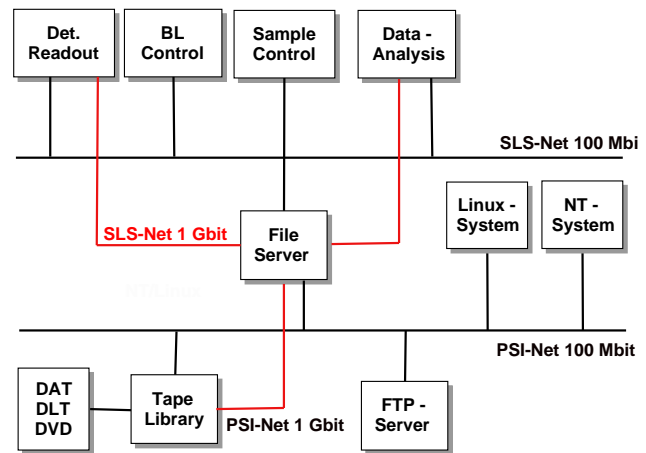 Det.
Readout
BL
Control
Sample
Control
Data -
Analysis
SLS-Net 100 Mbi
Linux -
System
NT -
System
SLS-Net 1 Gbit
File
Server
PSI-Net 100 Mbit
DAT
DLT
DVD
Tape
Library
PSI-Net 1 Gbit
FTP -
Server